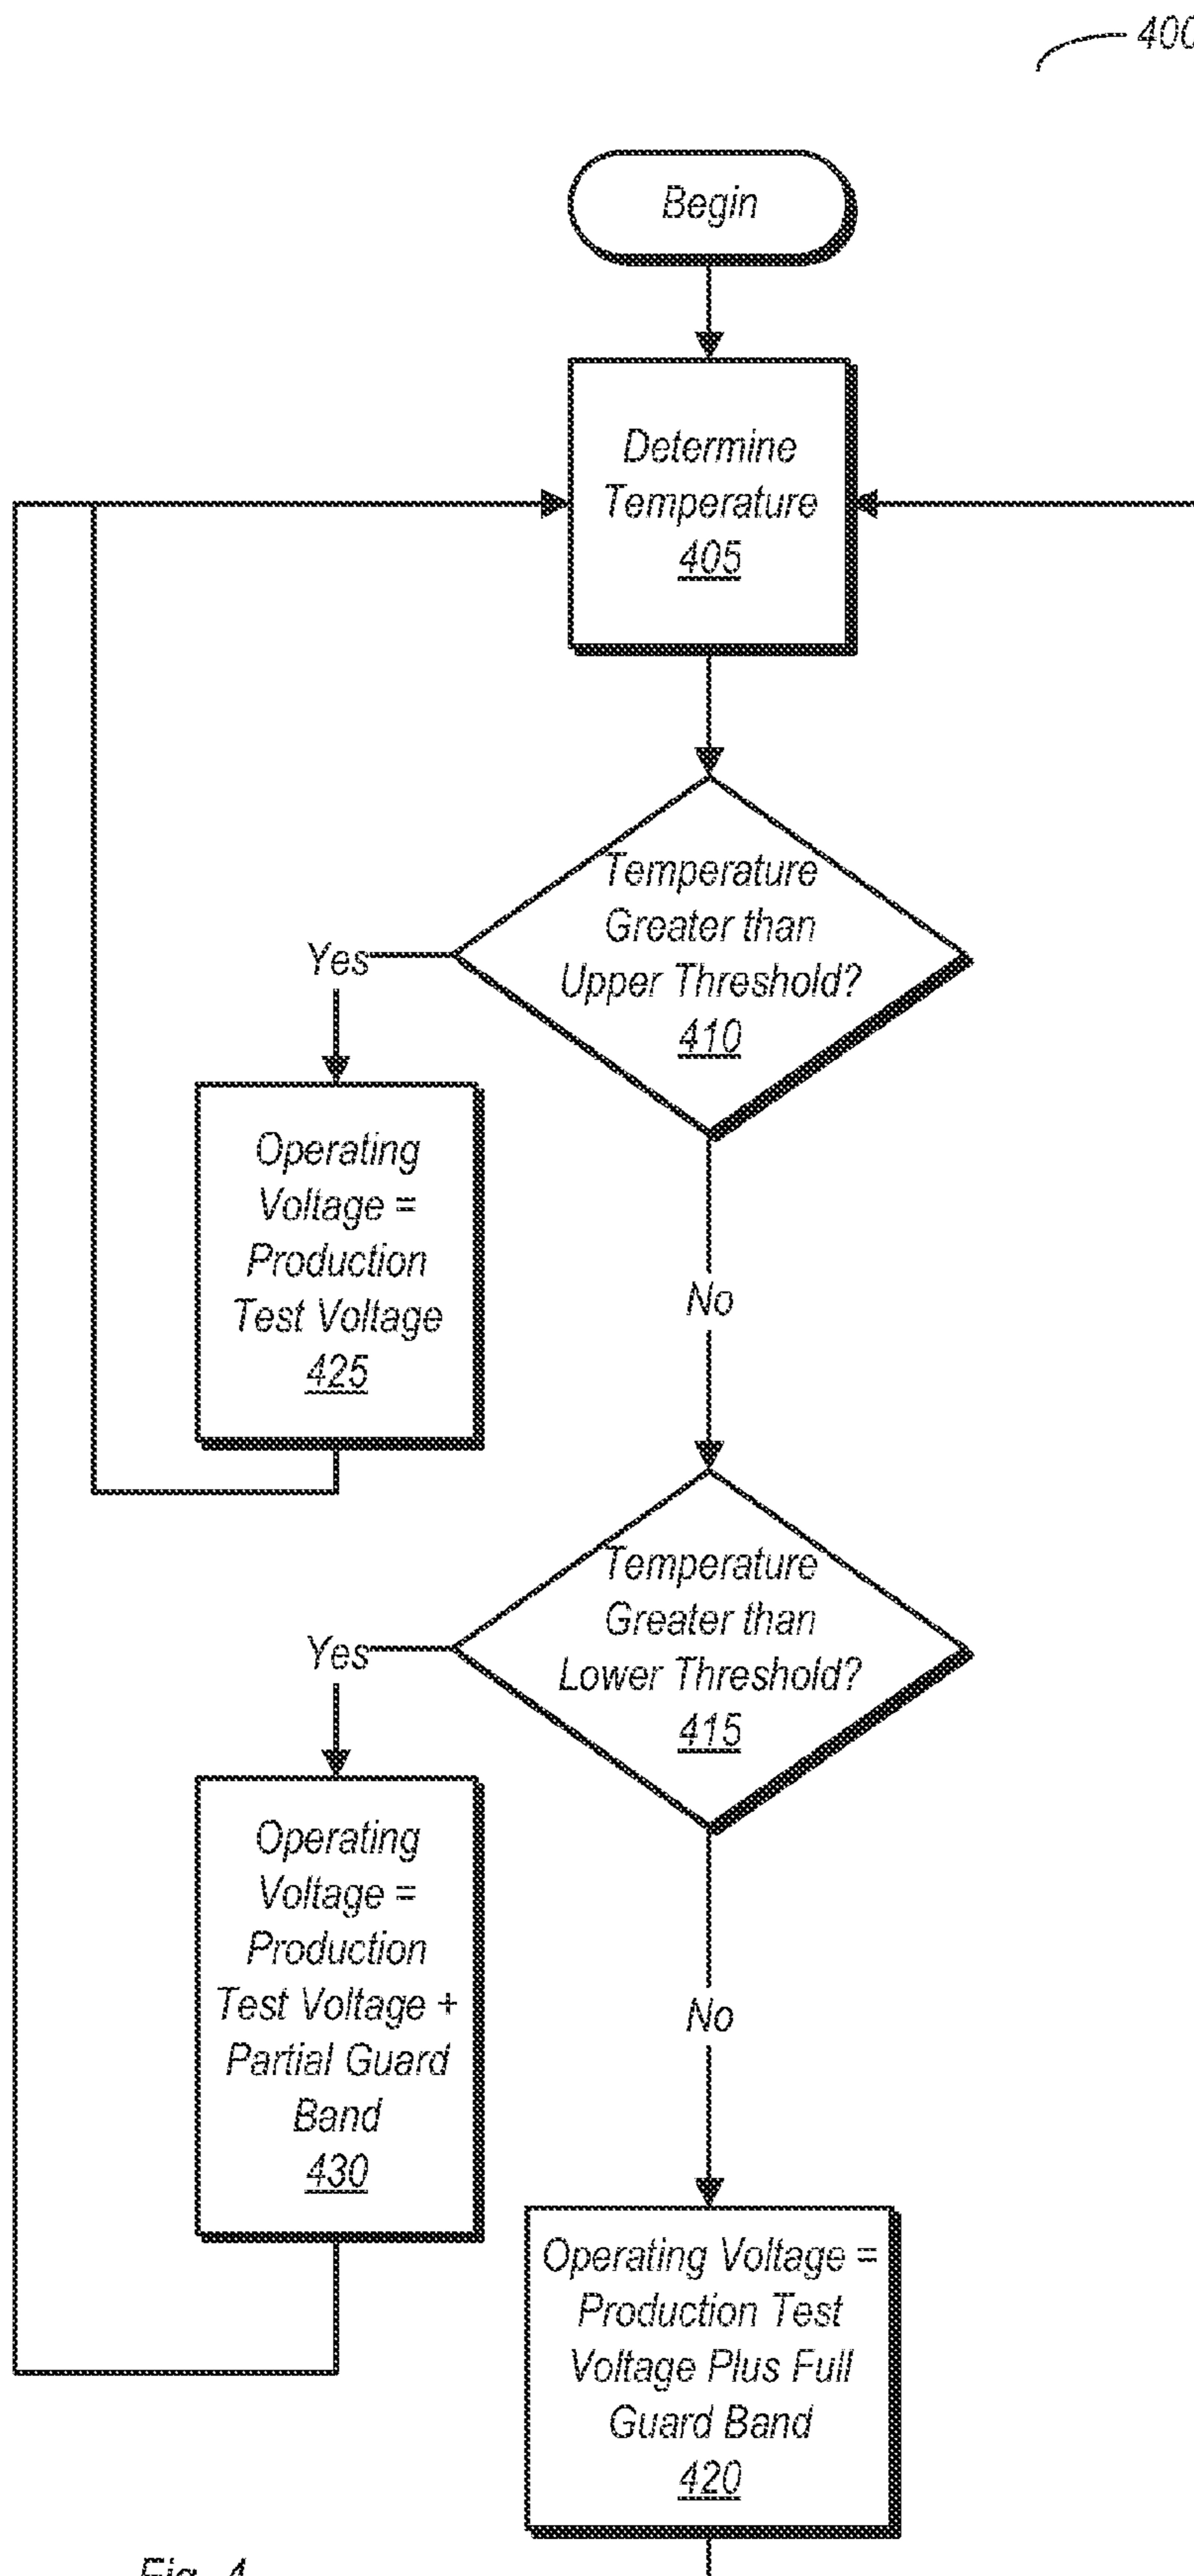 400
Begin
Determine
Temperature
405
Temperature
Greater than
Upper Threshold?
410
Yes
Operating
Voltage =
Production
Test Voltage
425
No
Temperature
Greater than
Lower Threshold?
415
Yes
Operating
Voltage =
Production
Test Voltage +
Partial Guard
Band
430
No
Operating Voltage =
Production Test
Voltage Plus Full
Guard Band
420
Fig. 4